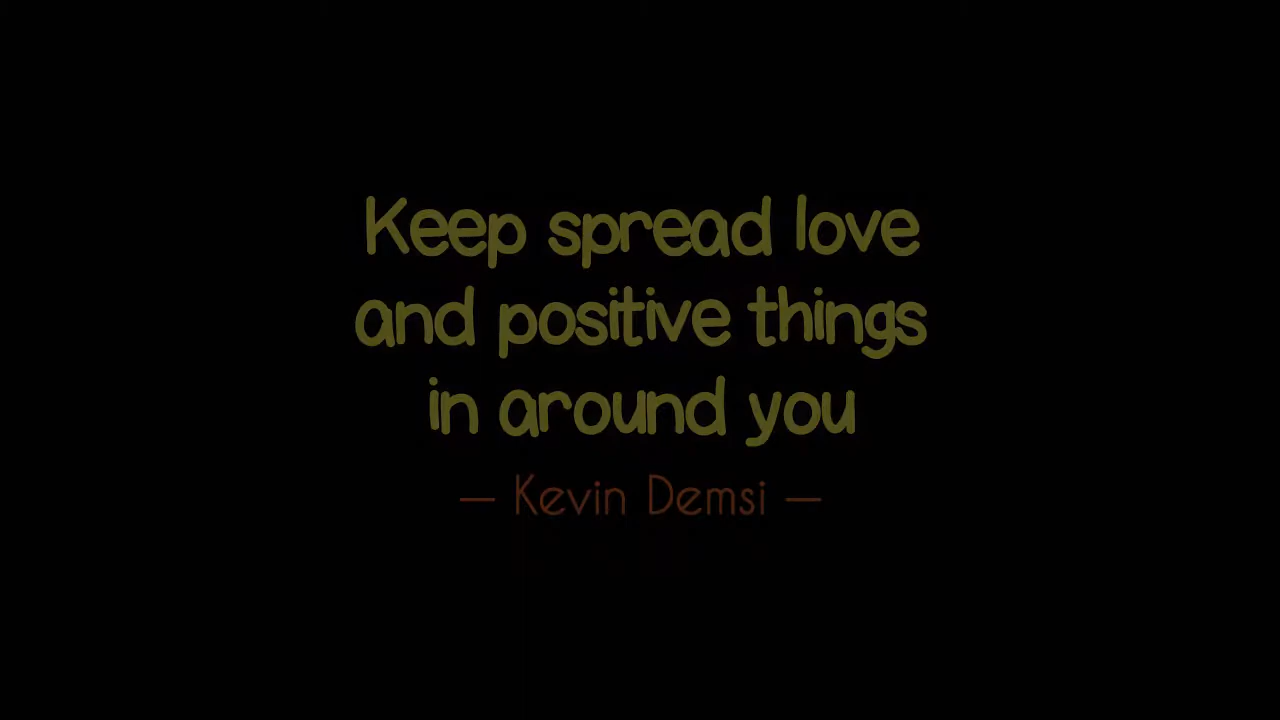 Keep spread love
and positive things
in around you
— Kevin Demsi —